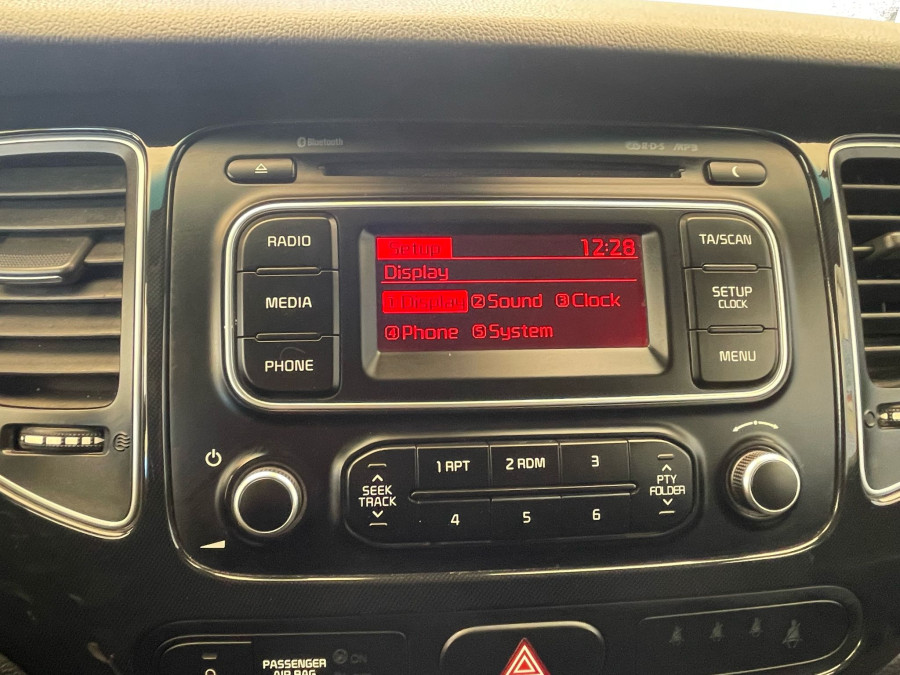 Bluetooth
RDS MP3
RADIO
MEDIA
PHONE
Setup 12:28
Display
①Display ②Sound ③Clock
④Phone ⑤System
TA/SCAN
SETUP
CLOCK
MENU
SEEK
TRACK
1 RPT 2 RDM 3
4 5 6
PTY
FOLDER
PASSENGER
AIR BAG
ON